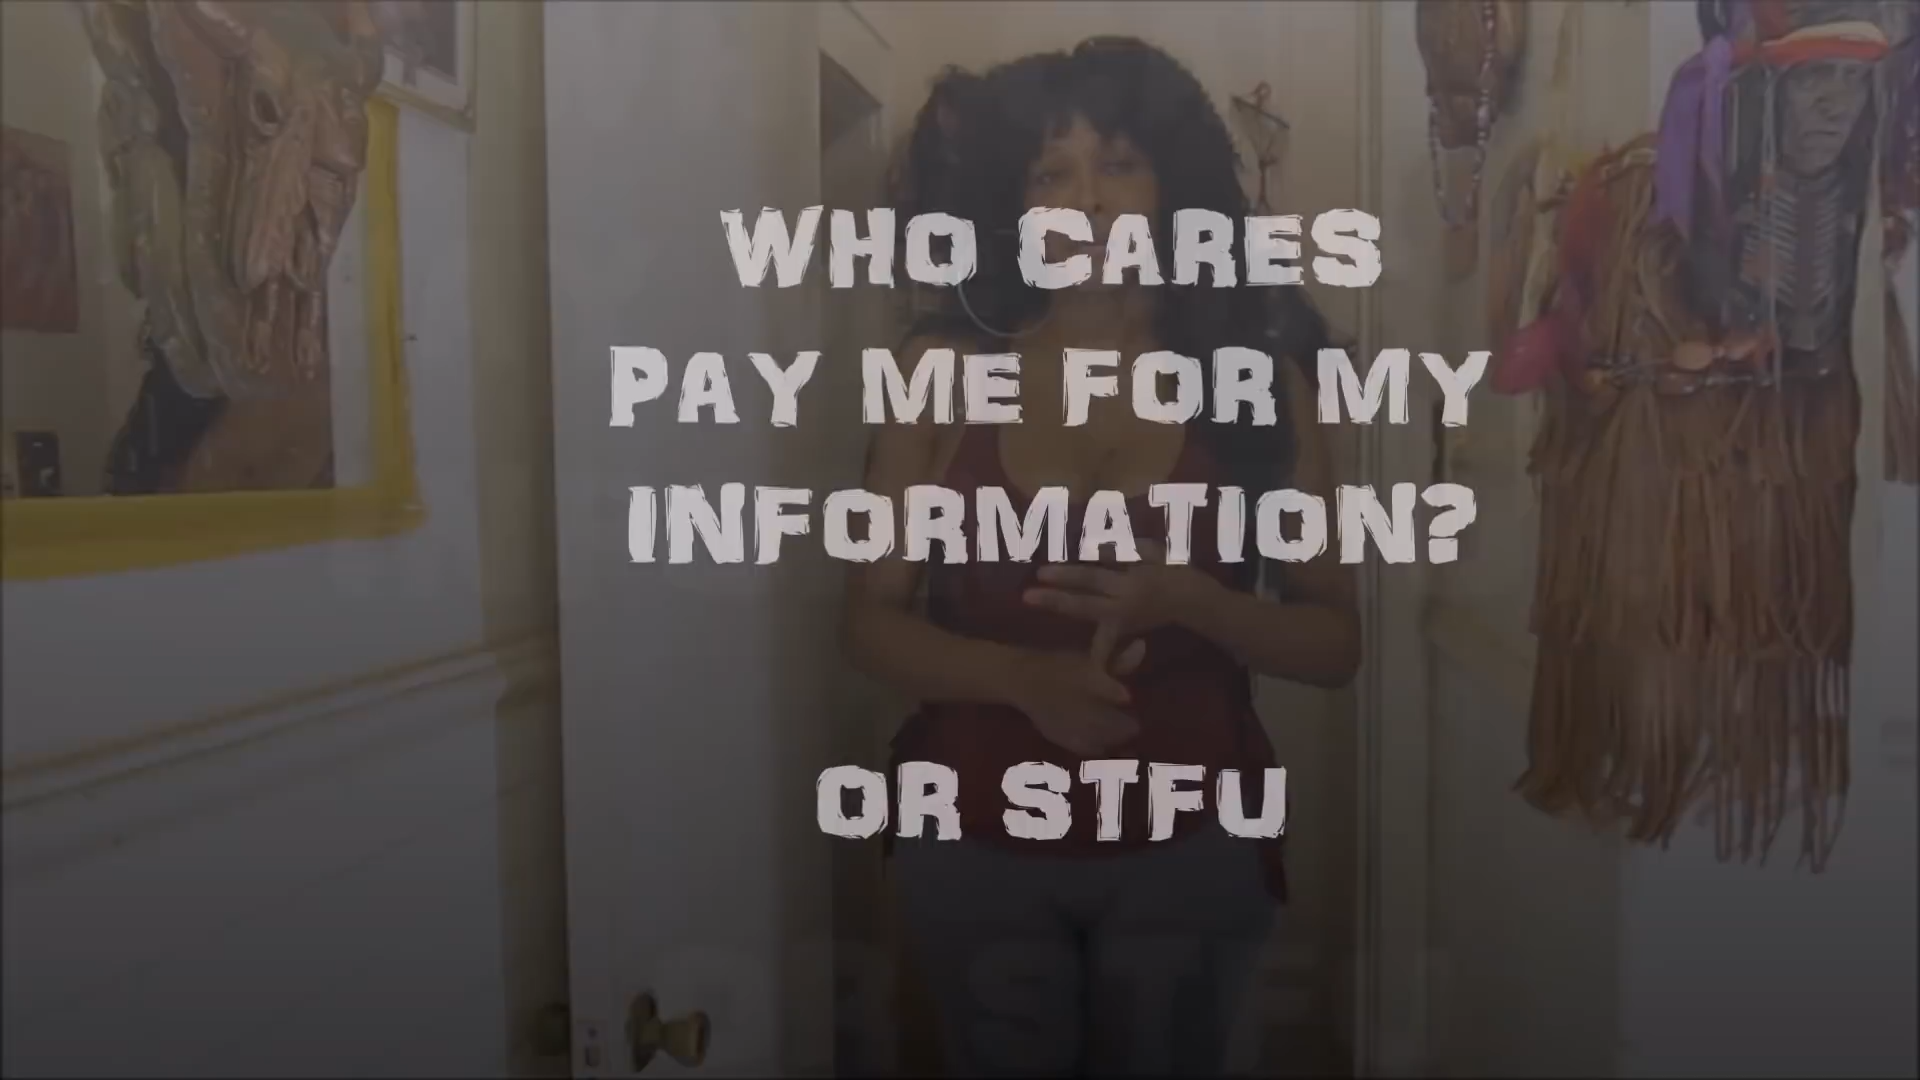 WHO CARES
PAY ME FOR MY
INFORMATION?
OR STFU